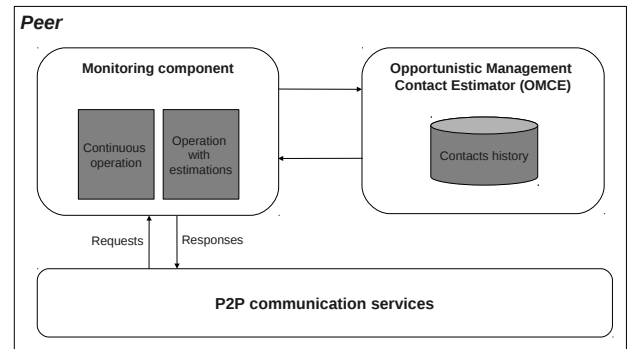 Peer
Monitoring component
Opportunistic Management
Contact Estimator (OMCE)
Continuous
operation
Operation
with
estimations
Contacts history
Requests
Responses
P2P communication services